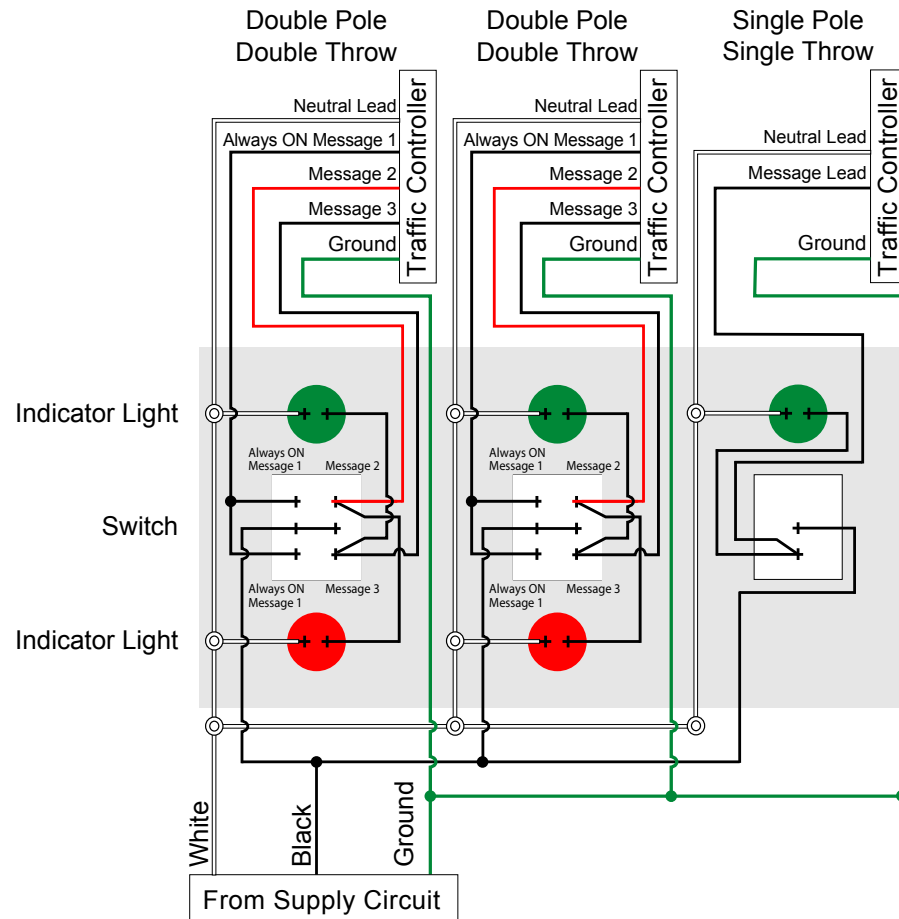 Double Pole
Double Throw
Double Pole
Double Throw
Single Pole
Single Throw
Neutral Lead
Always ON Message 1
Message 2
Message 3
Ground
Traffic Controller
Neutral Lead
Always ON Message 1
Message 2
Message 3
Ground
Traffic Controller
Neutral Lead
Message Lead
Ground
Traffic Controller
Indicator Light
Switch
Indicator Light
Always ON
Message 1
Message 2
Always ON
Message 1
Message 3
Always ON
Message 1
Message 2
Always ON
Message 1
Message 3
White
Black
Ground
From Supply Circuit